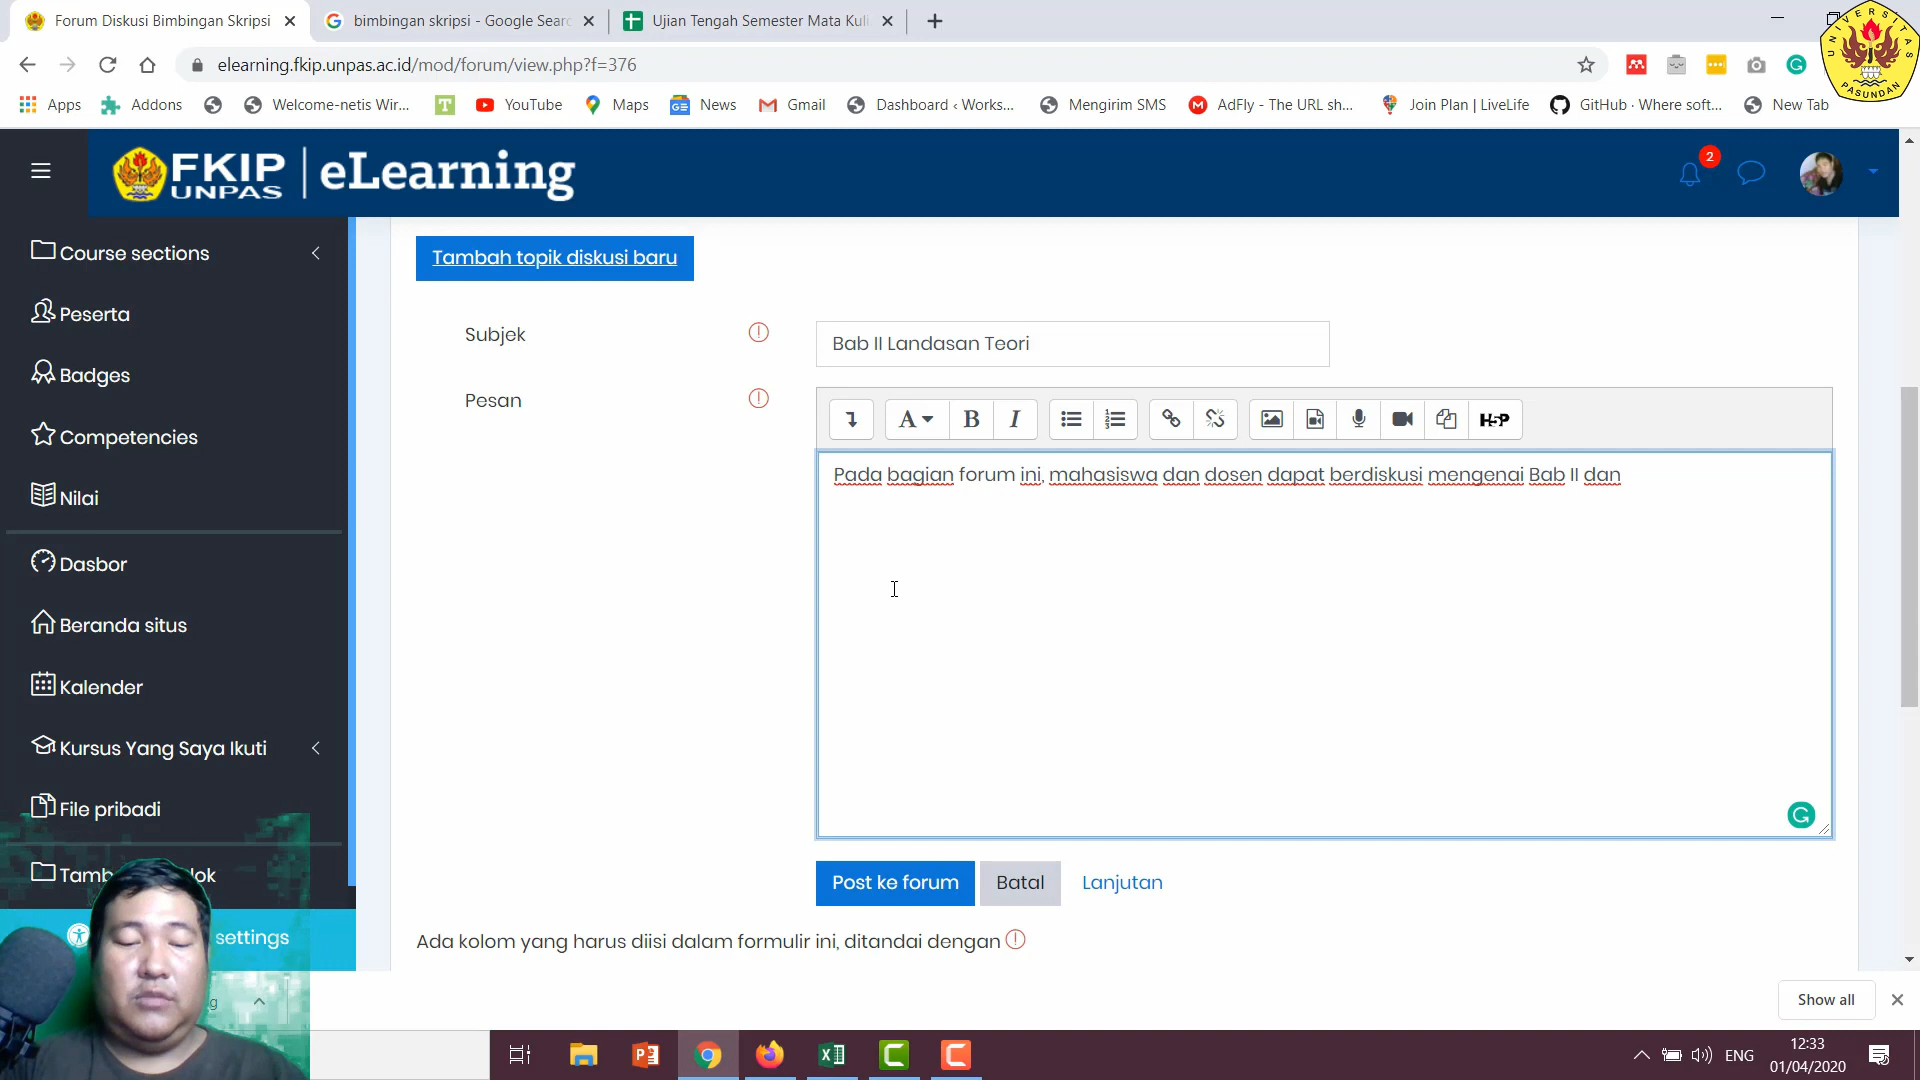 Forum Diskusi Bimbingan Skripsi
bimbingan skripsi - Google Searc
Ujian Tengah Semester Mata Kuli
elearning.fkip.unpas.ac.id/mod/forum/view.php?f=376
UNIVERSITAS
PASUNDAN
Apps
Addons
Welcome-netis Wir...
YouTube
Maps
News
Gmail
Dashboard ‹ Works...
Mengirim SMS
AdFly - The URL sh...
Join Plan | LiveLife
GitHub · Where soft...
New Tab
FKIP UNPAS | eLearning
2
Course sections
Peserta
Badges
Competencies
Nilai
Dasbor
Beranda situs
Kalender
Kursus Yang Saya Ikuti
File pribadi
settings
Tambah topik diskusi baru
Subjek
Bab II Landasan Teori
Pesan
A
B
I
H5P
Pada bagian forum ini, mahasiswa dan dosen dapat berdiskusi mengenai Bab II dan
Post ke forum
Batal
Lanjutan
Ada kolom yang harus diisi dalam formulir ini, ditandai dengan
Show all
ENG
12:33
01/04/2020